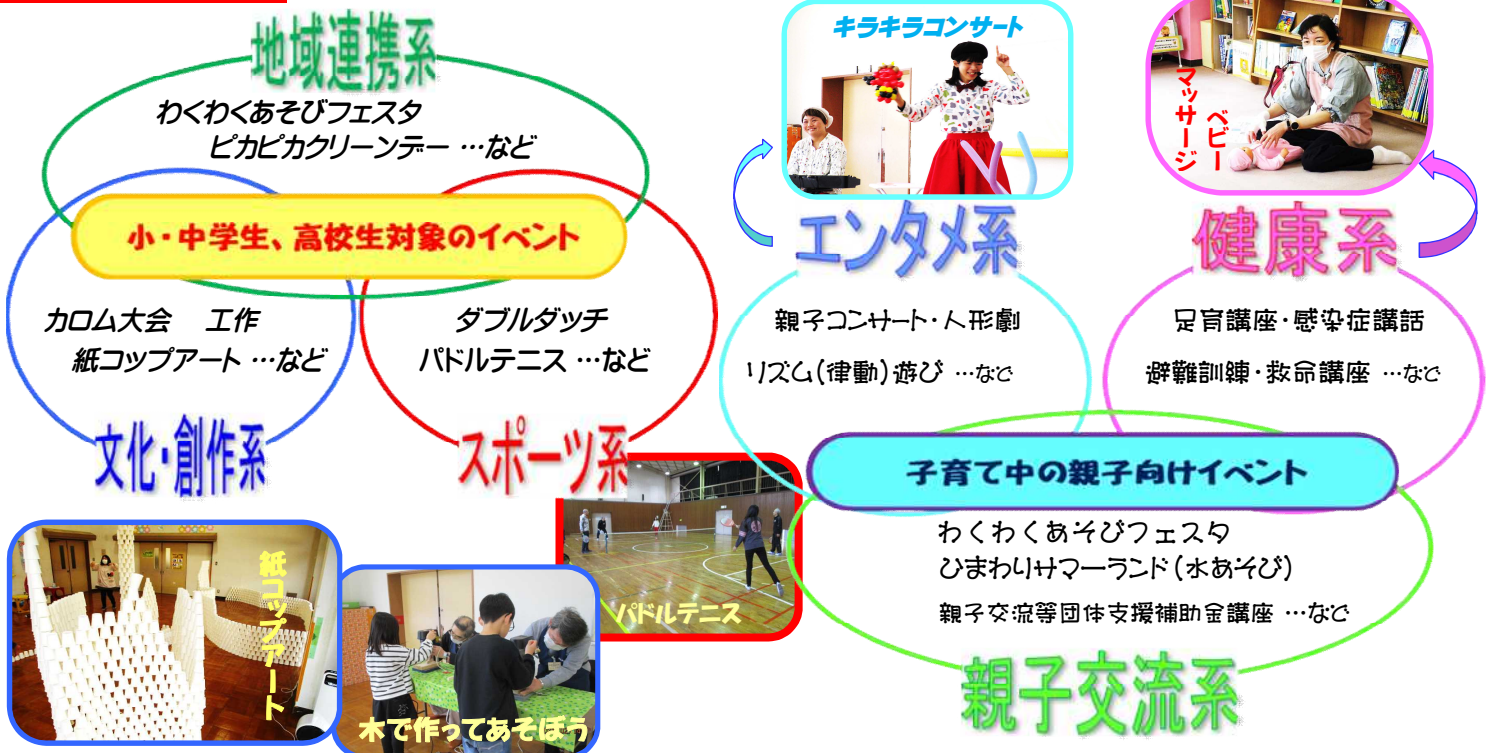 地域連携系
わくわくあそびフェスタ
ピカピカクリーンデー …など
小・中学生、高校生対象のイベント
カロム大会　工作
紙コップアート …など
ダブルダッチ
パドルテニス …など
文化・創作系
スポーツ系
紙コップアート
木で作ってあそぼう
パドルテニス
キラキラコンサート
ベビー
マッサージ
エンタメ系
健康系
親子コンサート・人形劇
リズム(律動)遊び …など
足育講座・感染症講話
避難訓練・救命講座 …など
子育て中の親子向けイベント
わくわくあそびフェスタ
ひまわりサマーランド(水あそび)
親子交流等団体支援補助金講座 …など
親子交流系